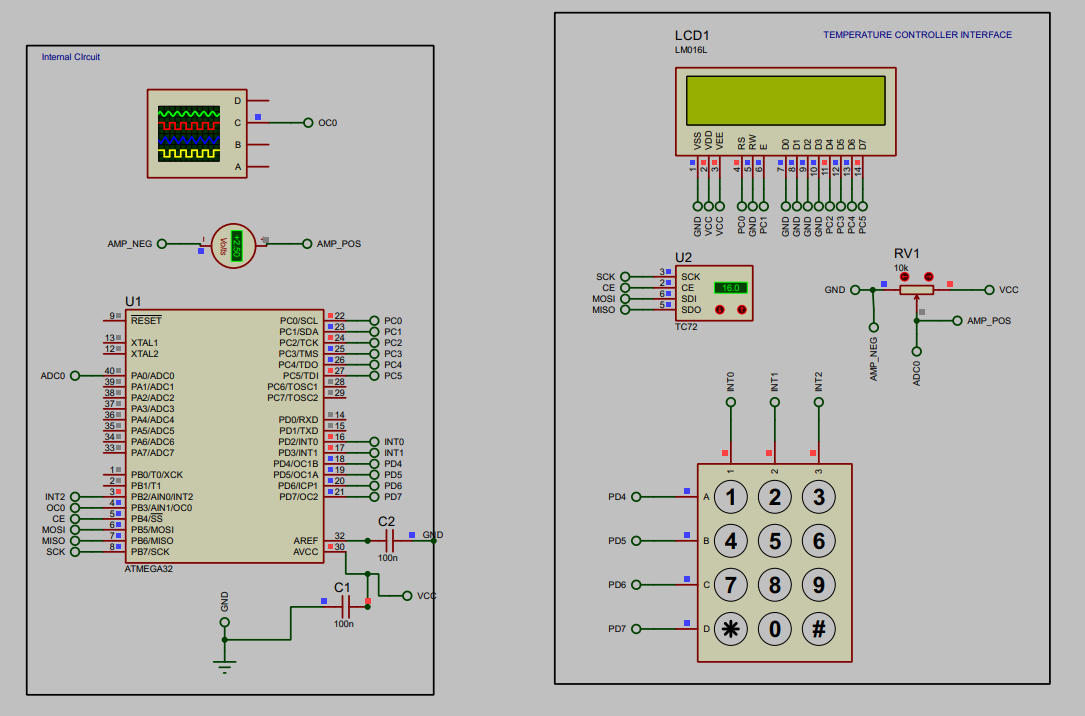 Internal CIrcuit
D
C
OC0
B
A
AMP_NEG
AMP_POS
+2.50
Volts
U1
9 RESET
13 XTAL1
12 XTAL2
ADC0 40 PA0/ADC0
39 PA1/ADC1
38 PA2/ADC2
37 PA3/ADC3
36 PA4/ADC4
35 PA5/ADC5
34 PA6/ADC6
33 PA7/ADC7
1 PB0/T0/XCK
2 PB1/T1
INT2 3 PB2/AIN0/INT2
OC0 4 PB3/AIN1/OC0
CE 5 PB4/SS
MOSI 6 PB5/MOSI
MISO 7 PB6/MISO
SCK 8 PB7/SCK
PC0/SCL 22 PC0
PC1/SDA 23 PC1
PC2/TCK 24 PC2
PC3/TMS 25 PC3
PC4/TDO 26 PC4
PC5/TDI 27 PC5
PC6/TOSC1 28
PC7/TOSC2 29
PD0/RXD 14
PD1/TXD 15
PD2/INT0 16 INT0
PD3/INT1 17 INT1
PD4/OC1B 18 PD4
PD5/OC1A 19 PD5
PD6/ICP1 20 PD6
PD7/OC2 21 PD7
AREF 32
AVCC 30
ATMEGA32
C2
GND
100n
C1
VCC
100n
GND
TEMPERATURE CONTROLLER INTERFACE
LCD1
LM016L
VSS VDD VEE RS RW E D0 D1 D2 D3 D4 D5 D6 D7
1 2 3 4 5 6 7 8 9 10 11 12 13 14
GND VCC VCC PC0 GND PC1 GND GND GND GND PC2 PC3 PC4 PC5
U2
SCK 3 SCK
CE 2 CE
MOSI 6 SDI
MISO 5 SDO
16.0
TC72
RV1
10k
GND
VCC
AMP_POS
AMP_NEG
ADC0
INT0 INT1 INT2
1 2 3
PD4 A 1 2 3
PD5 B 4 5 6
PD6 C 7 8 9
PD7 D * 0 #